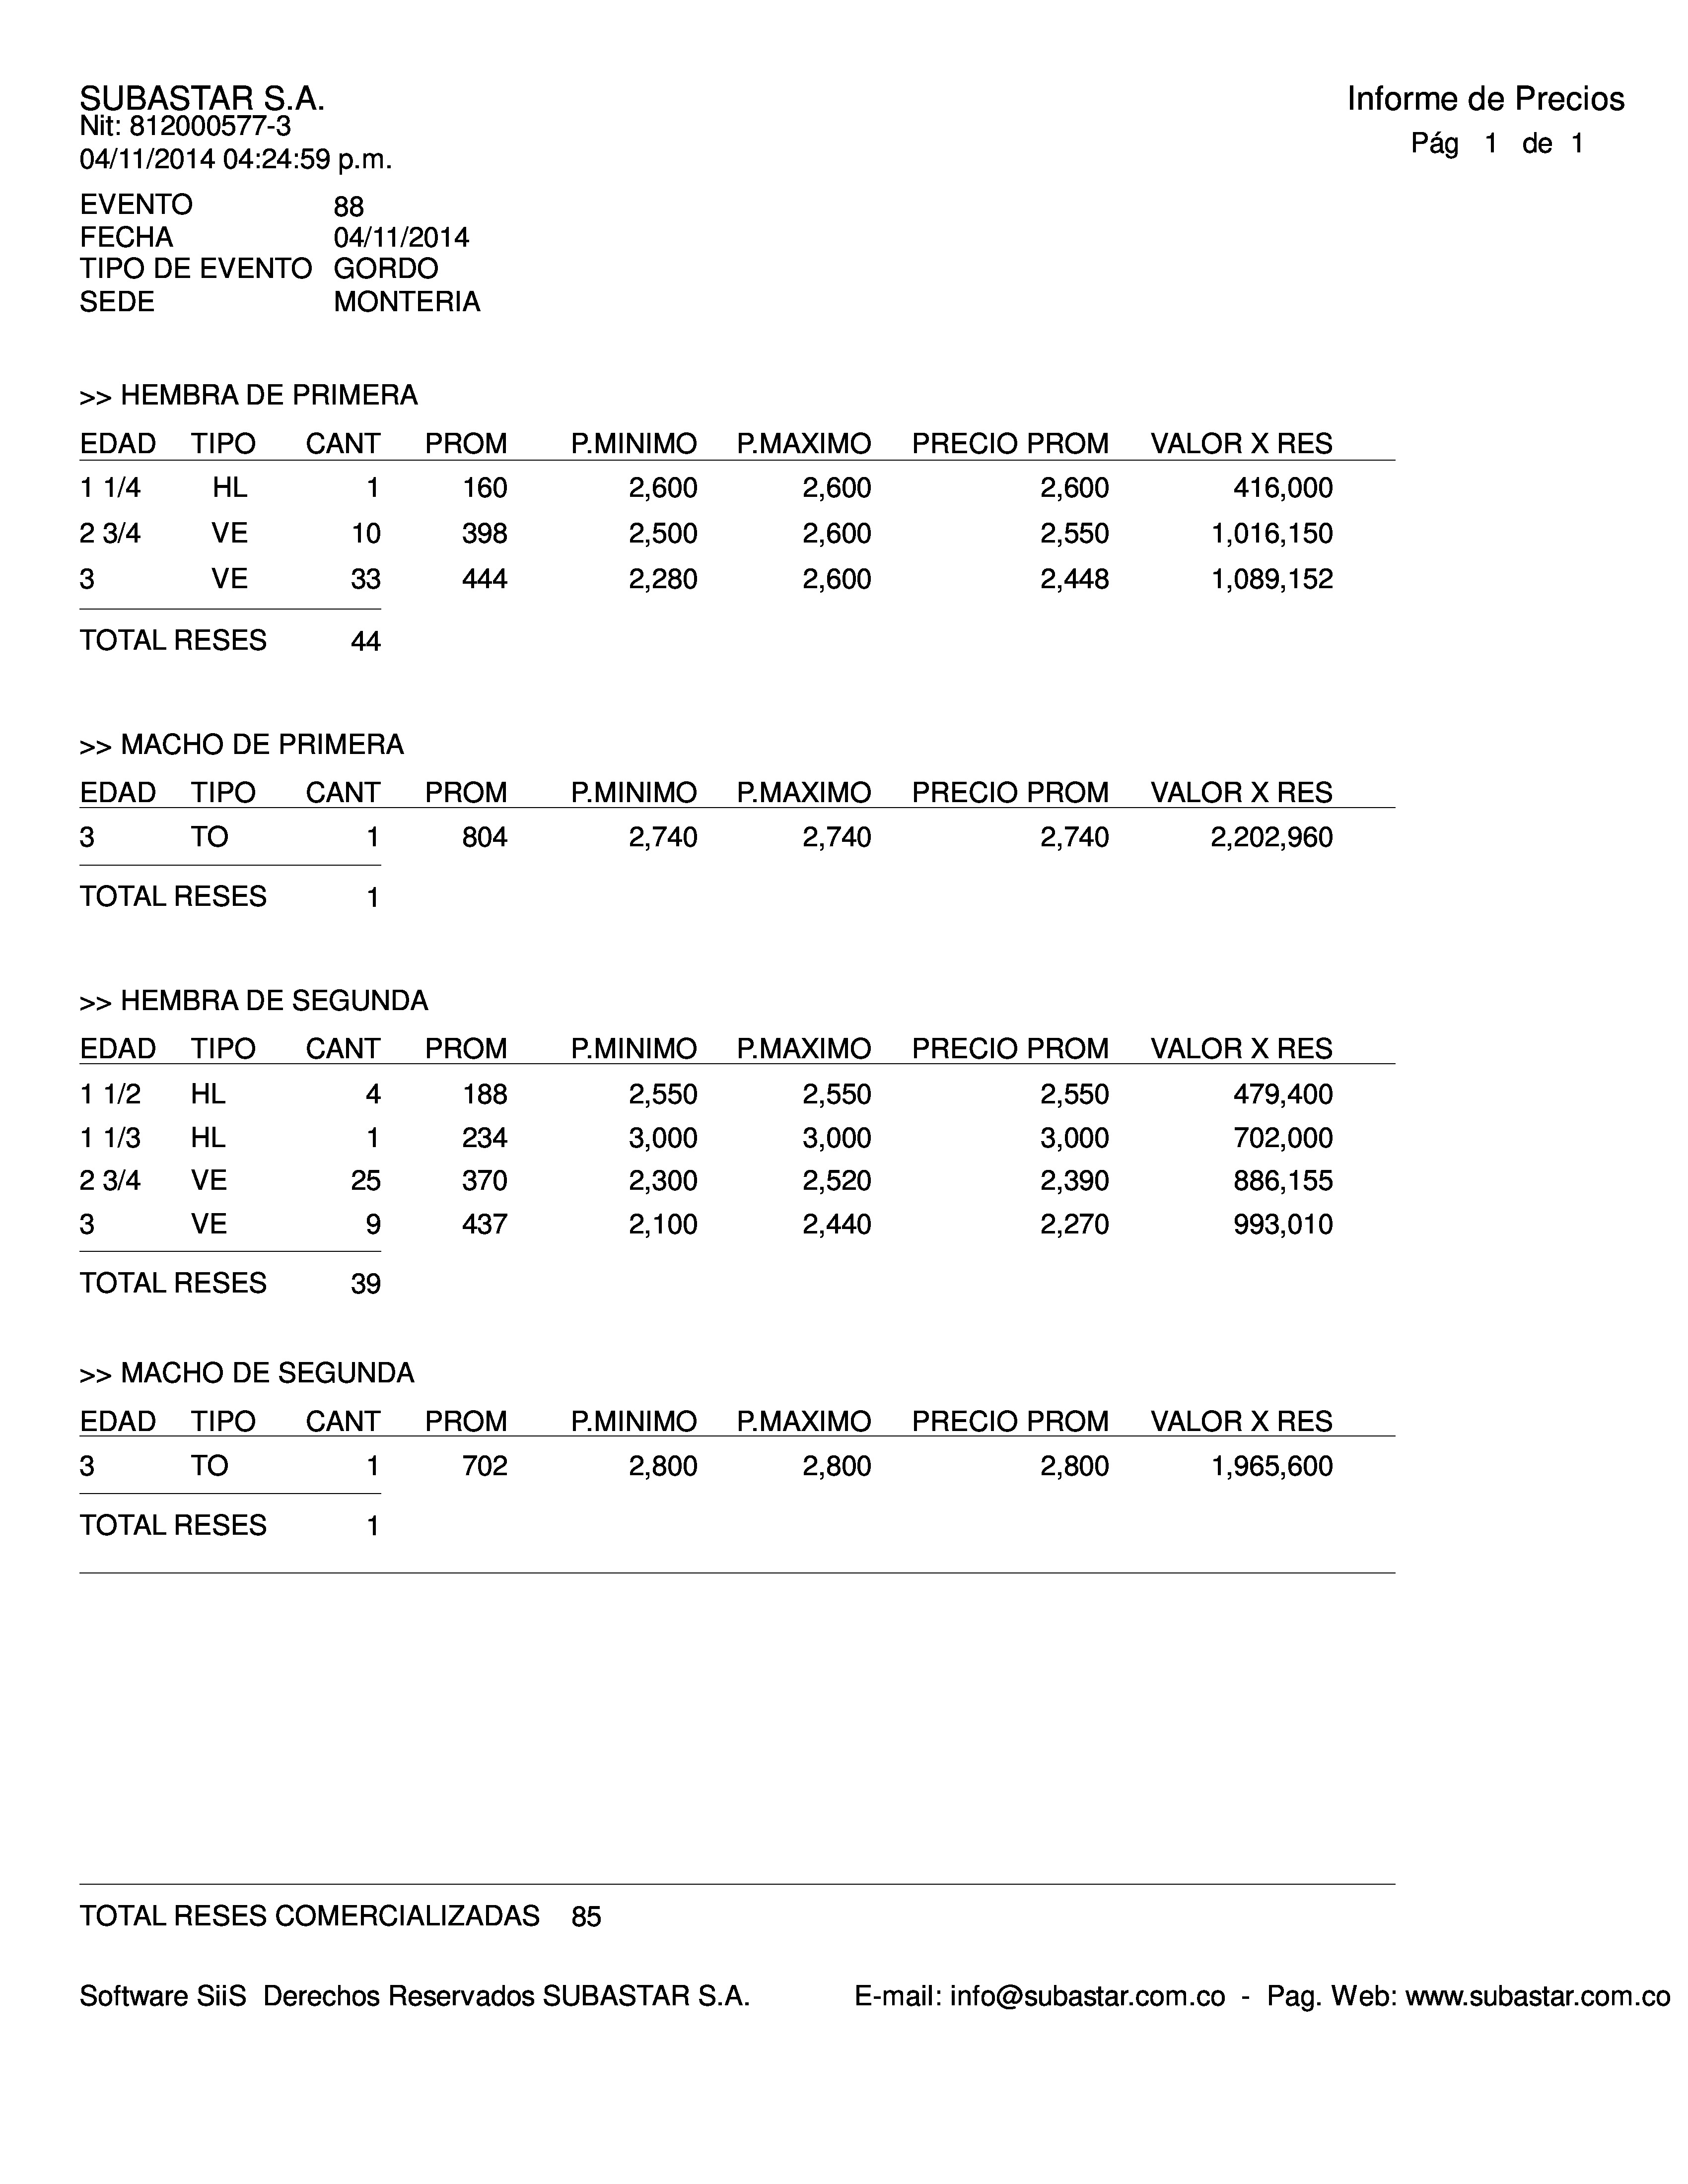 SUBASTAR S.A. Informe de Precios
Nit: 812000577-3
Pág 1 de 1
04/11/2014 04:24:59 p.m.
EVENTO 88
FECHA 04/11/2014
TIPO DE EVENTO GORDO
SEDE MONTERIA
>> HEMBRA DE PRIMERA
EDAD TIPO CANT PROM P.MINIMO P.MAXIMO PRECIO PROM VALOR X RES
1 1/4 HL 1 160 2,600 2,600 2,600 416,000
2 3/4 VE 10 398 2,500 2,600 2,550 1,016,150
3 VE 33 444 2,280 2,600 2,448 1,089,152
TOTAL RESES 44
>> MACHO DE PRIMERA
EDAD TIPO CANT PROM P.MINIMO P.MAXIMO PRECIO PROM VALOR X RES
3 TO 1 804 2,740 2,740 2,740 2,202,960
TOTAL RESES 1
>> HEMBRA DE SEGUNDA
EDAD TIPO CANT PROM P.MINIMO P.MAXIMO PRECIO PROM VALOR X RES
1 1/2 HL 4 188 2,550 2,550 2,550 479,400
1 1/3 HL 1 234 3,000 3,000 3,000 702,000
2 3/4 VE 25 370 2,300 2,520 2,390 886,155
3 VE 9 437 2,100 2,440 2,270 993,010
TOTAL RESES 39
>> MACHO DE SEGUNDA
EDAD TIPO CANT PROM P.MINIMO P.MAXIMO PRECIO PROM VALOR X RES
3 TO 1 702 2,800 2,800 2,800 1,965,600
TOTAL RESES 1
TOTAL RESES COMERCIALIZADAS 85
Software SiiS Derechos Reservados SUBASTAR S.A. E-mail: info@subastar.com.co - Pag. Web: www.subastar.com.co